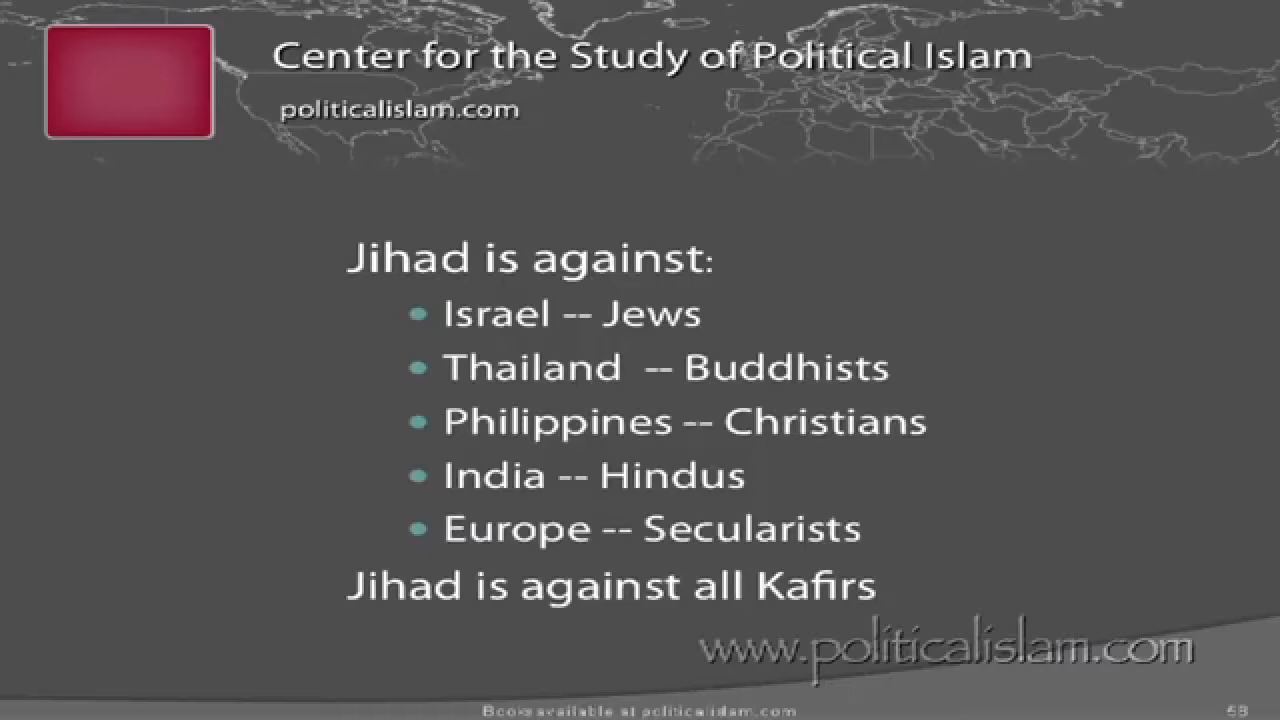 Center for the Study of Political Islam
politicalislam.com
Jihad is against:
• Israel -- Jews
• Thailand -- Buddhists
• Philippines -- Christians
• India -- Hindus
• Europe -- Secularists
Jihad is against all Kafirs
www.politicalislam.com
Books available at politicalislam.com